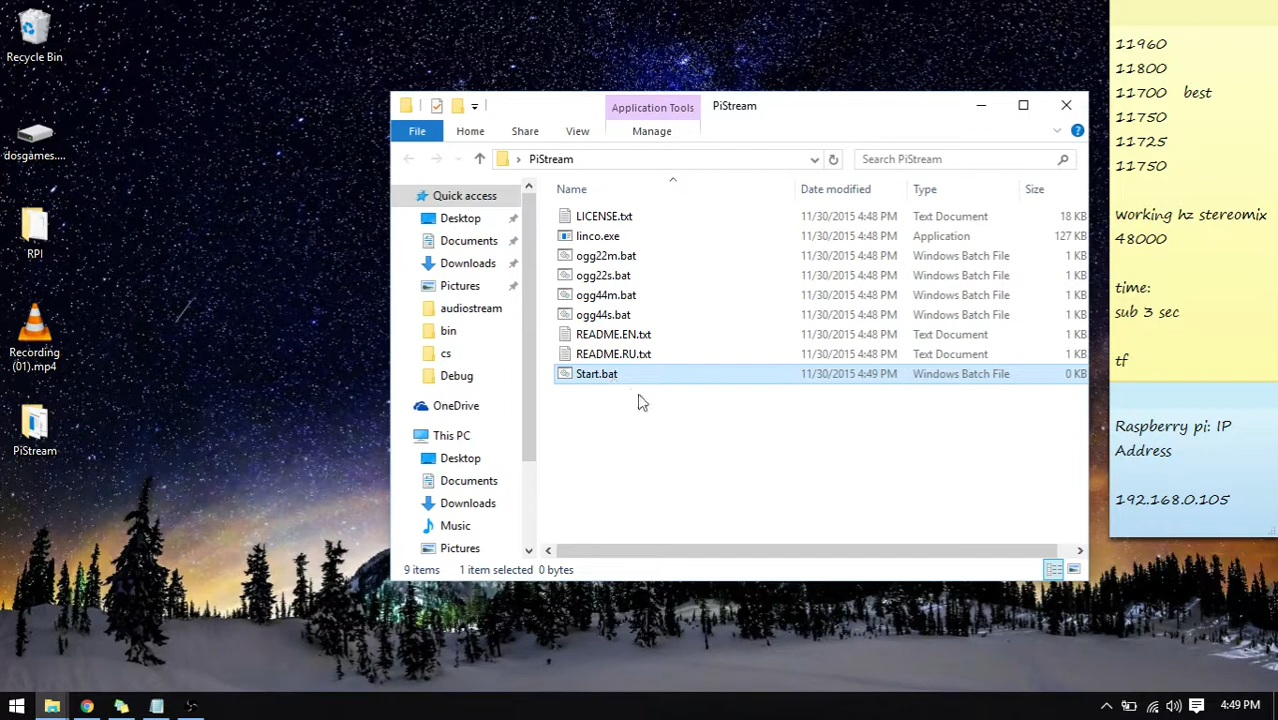 Recycle Bin
dosgames....
RPI
Recording
(01).mp4
PiStream
Application Tools
PiStream
File
Home
Share
View
Manage
PiStream
Search PiStream
Quick access
Desktop
Documents
Downloads
Pictures
audiostream
bin
cs
Debug
OneDrive
This PC
Desktop
Documents
Downloads
Music
Pictures
Name
Date modified
Type
Size
LICENSE.txt 11/30/2015 4:48 PM Text Document 18 KB
linco.exe 11/30/2015 4:48 PM Application 127 KB
ogg22m.bat 11/30/2015 4:48 PM Windows Batch File 1 KB
ogg22s.bat 11/30/2015 4:48 PM Windows Batch File 1 KB
ogg44m.bat 11/30/2015 4:48 PM Windows Batch File 1 KB
ogg44s.bat 11/30/2015 4:48 PM Windows Batch File 1 KB
README.EN.txt 11/30/2015 4:48 PM Text Document 1 KB
README.RU.txt 11/30/2015 4:48 PM Text Document 1 KB
Start.bat 11/30/2015 4:49 PM Windows Batch File 0 KB
9 items 1 item selected 0 bytes
11960
11800
11700 best
11750
11725
11750
Working hz stereomix
48000
time:
sub 3 sec
tf
Raspberry pi: IP
Address
192.168.0.105
4:49 PM